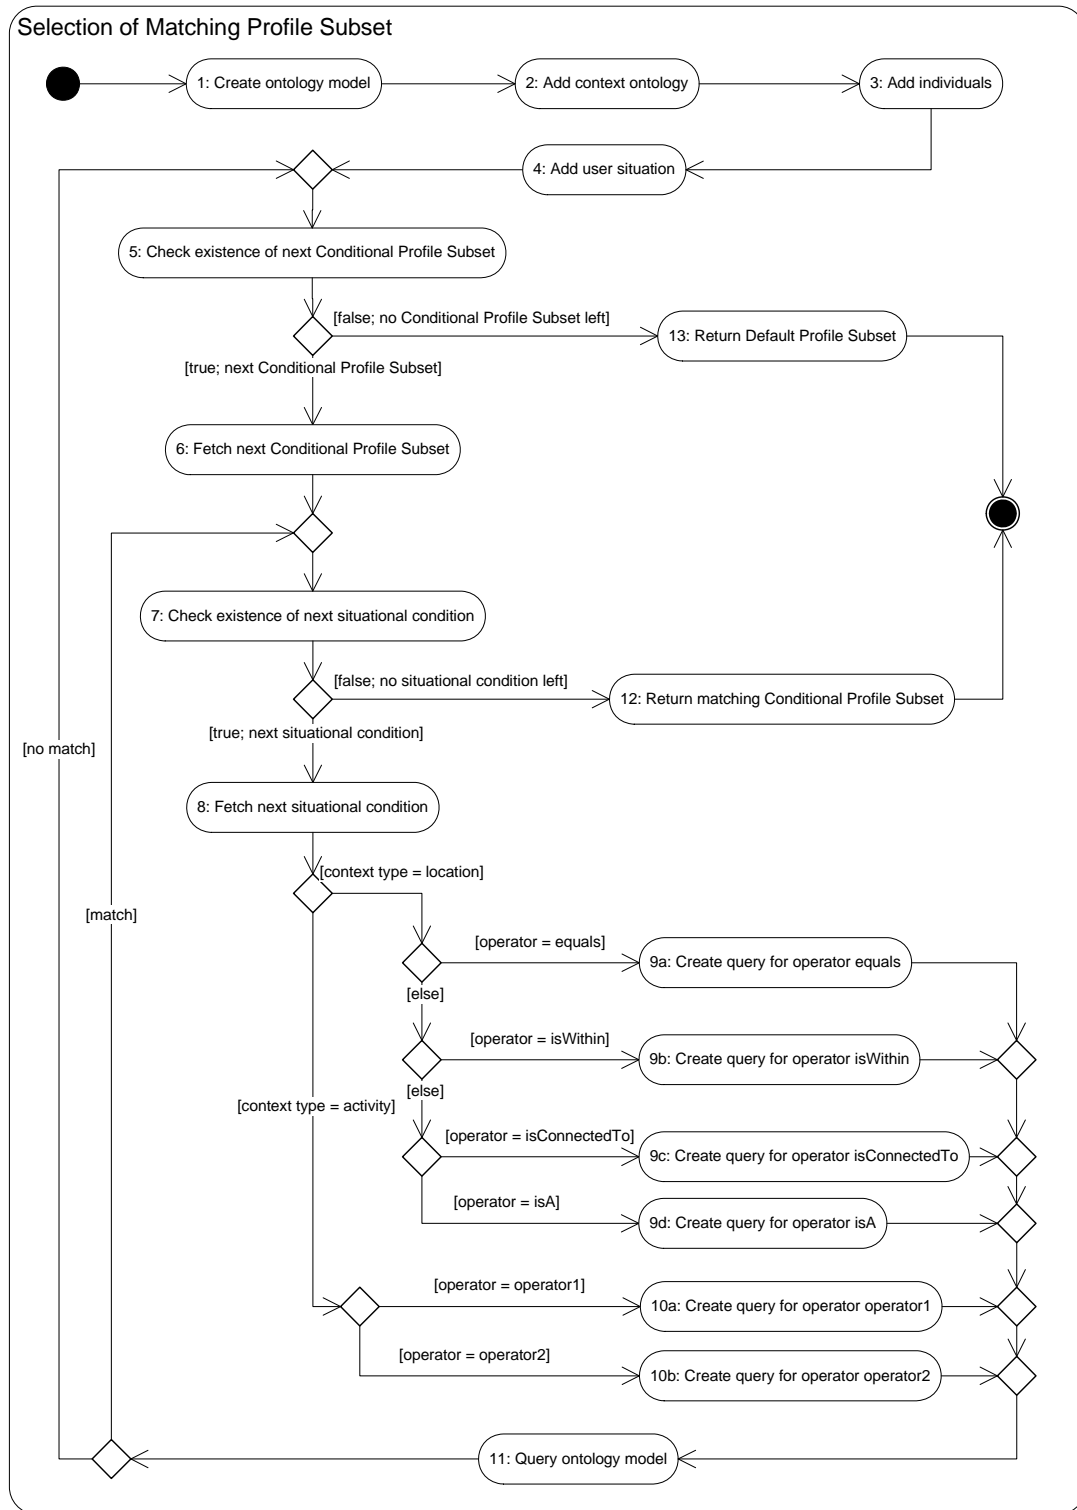 Selection of Matching Profile Subset
1: Create ontology model
2: Add context ontology
3: Add individuals
4: Add user situation
5: Check existence of next Conditional Profile Subset
[false; no Conditional Profile Subset left]
13: Return Default Profile Subset
[true; next Conditional Profile Subset]
6: Fetch next Conditional Profile Subset
7: Check existence of next situational condition
[false; no situational condition left]
12: Return matching Conditional Profile Subset
[true; next situational condition]
[no match]
8: Fetch next situational condition
[context type = location]
[match]
[operator = equals]
9a: Create query for operator equals
[else]
[operator = isWithin]
9b: Create query for operator isWithin
[else]
[context type = activity]
[operator = isConnectedTo]
9c: Create query for operator isConnectedTo
[operator = isA]
9d: Create query for operator isA
[operator = operator1]
10a: Create query for operator operator1
[operator = operator2]
10b: Create query for operator operator2
11: Query ontology model